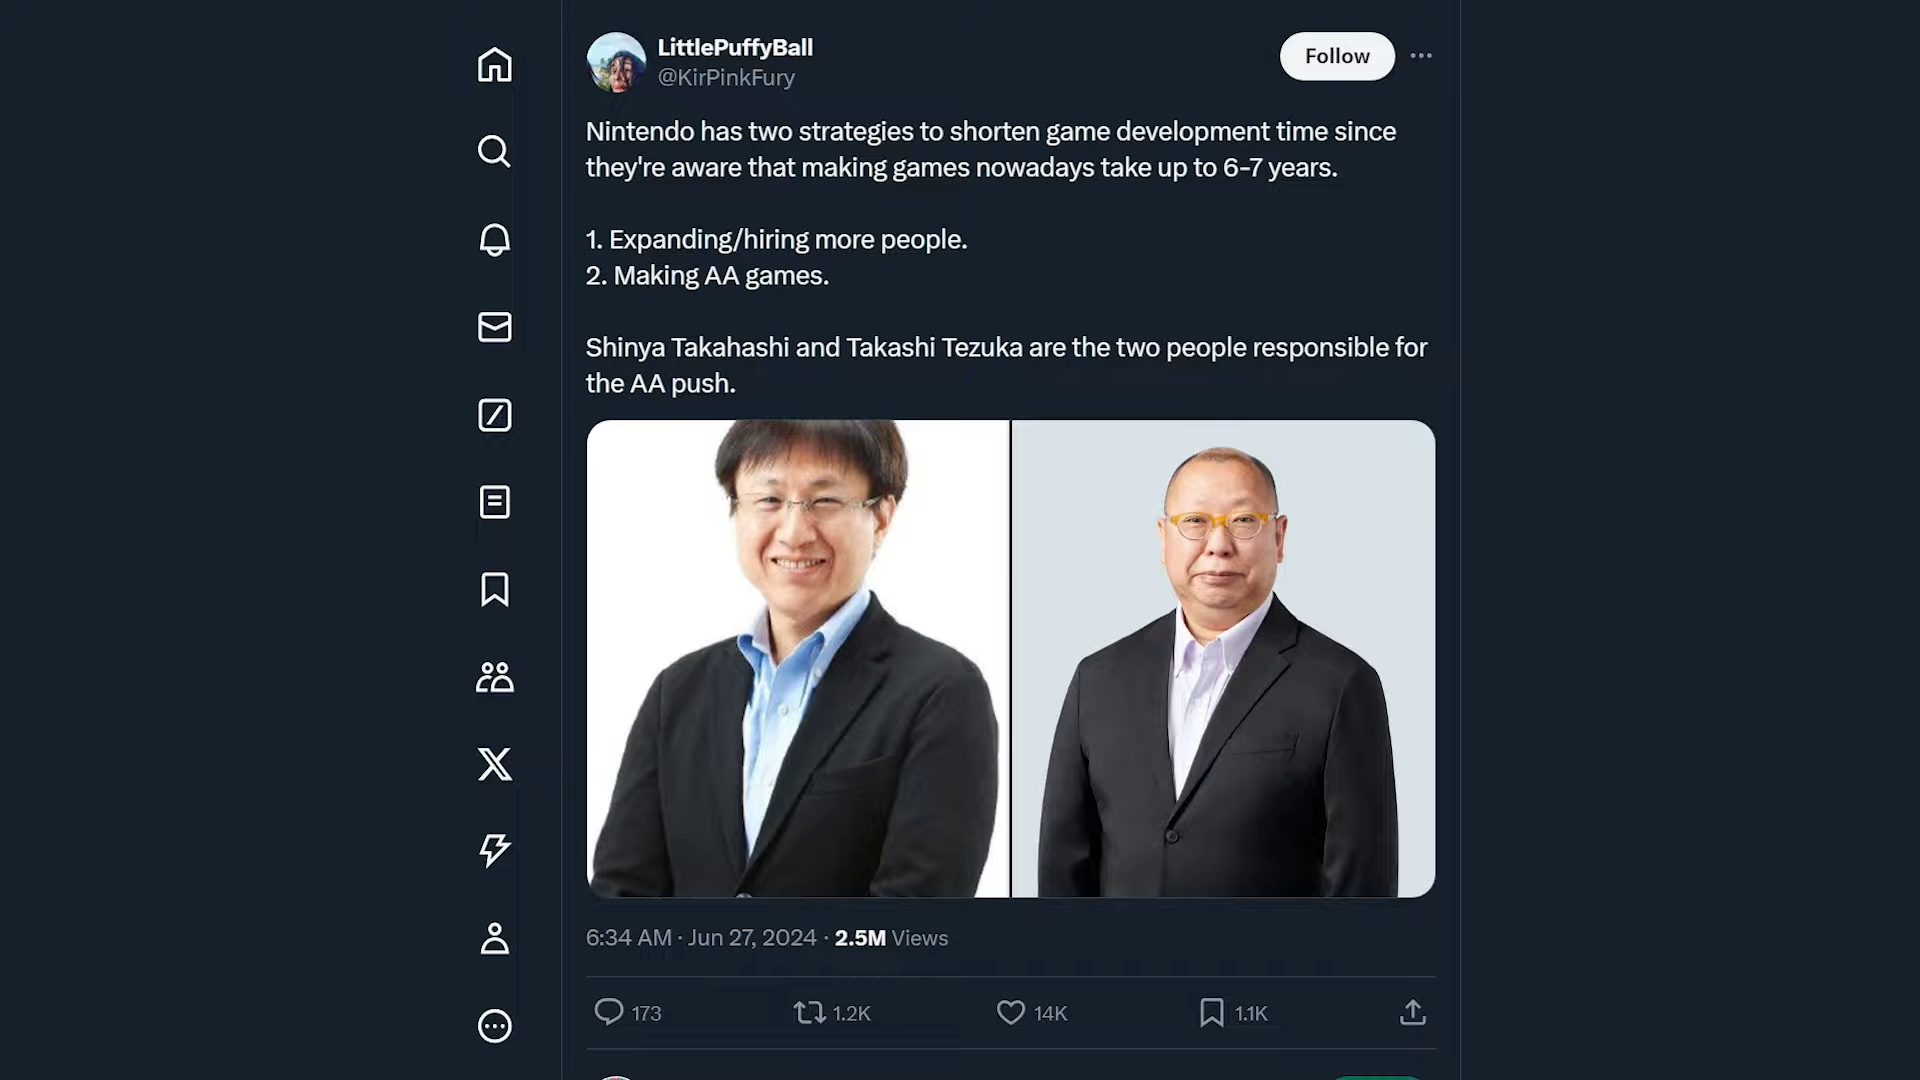 LittlePuffyBall
@KirPinkFury
Follow
Nintendo has two strategies to shorten game development time since
they're aware that making games nowadays take up to 6-7 years.
1. Expanding/hiring more people.
2. Making AA games.
Shinya Takahashi and Takashi Tezuka are the two people responsible for
the AA push.
6:34 AM · Jun 27, 2024 · 2.5M Views
173 1.2K 14K 1.1K